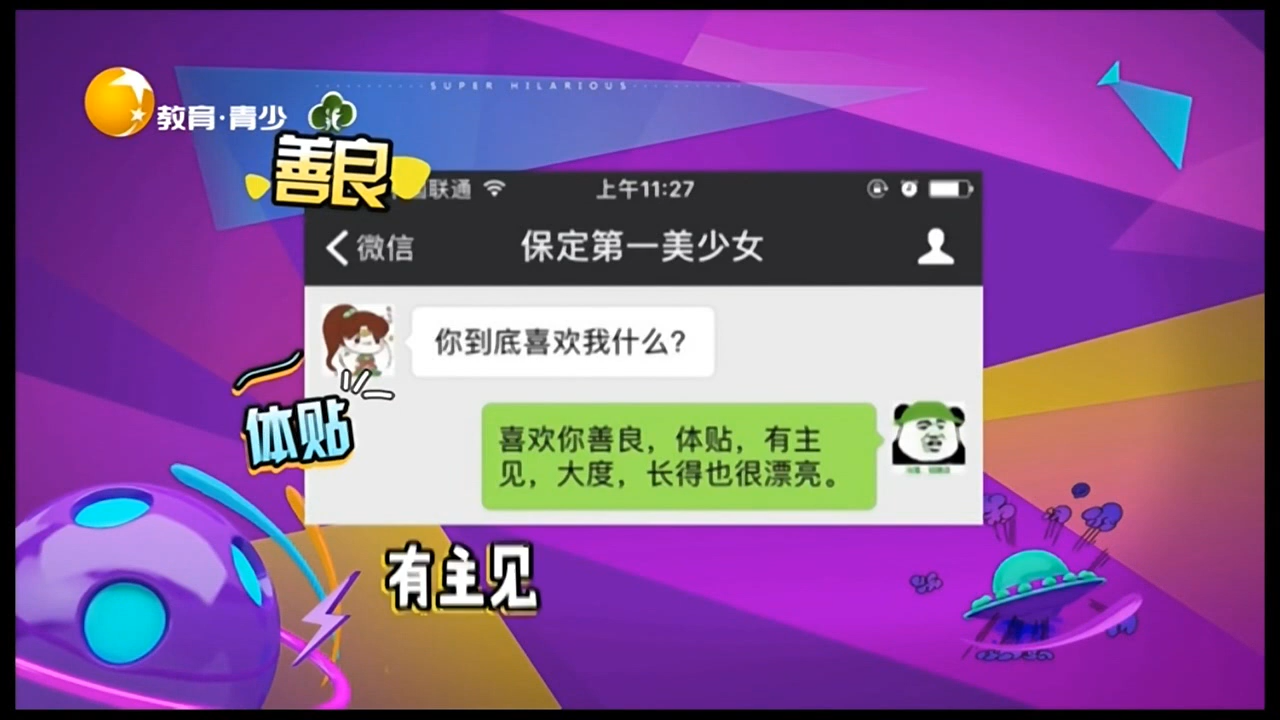 SUPER HILARIOUS
教育·青少
善良
联通
上午11:27
微信
保定第一美少女
你到底喜欢我什么?
体贴
喜欢你善良，体贴，有主
见，大度，长得也很漂亮。
有主见